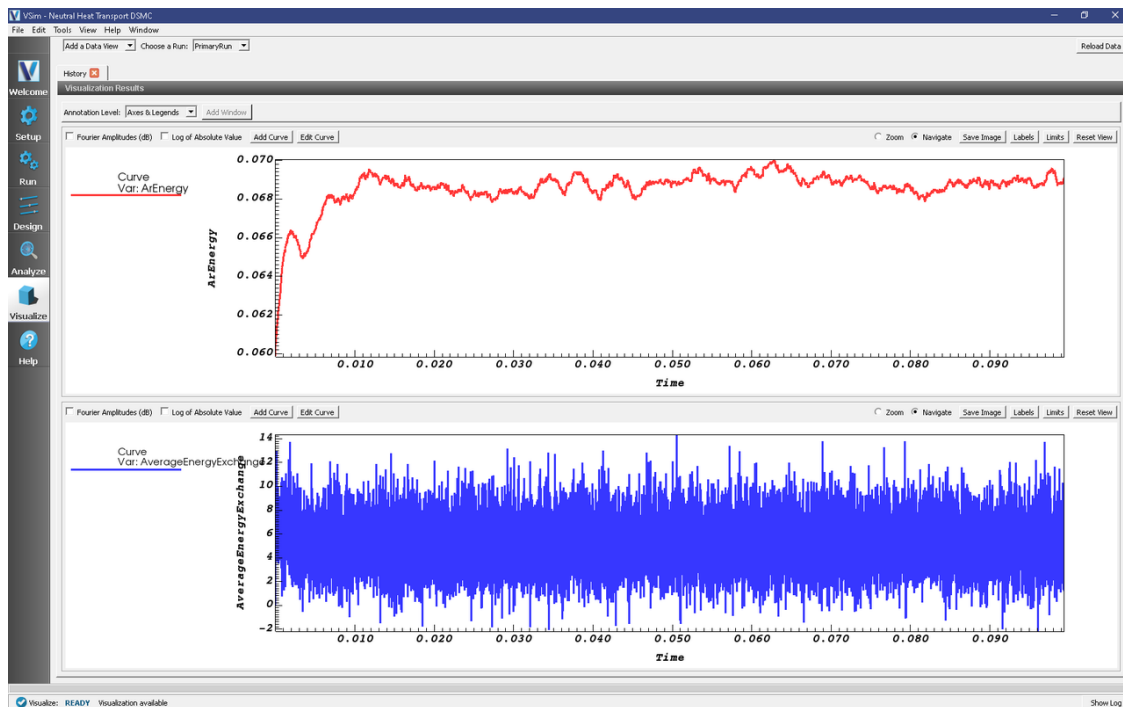 VSim - Neutral Heat Transport DSMC
File Edit Tools View Help Window
Add a Data View Choose a Run: PrimaryRun Reload Data
Welcome
Setup
Run
Design
Analyze
Visualize
Help
History
Visualization Results
Annotation Level: Axes & Legends Add Window
Fourier Amplitudes (dB) Log of Absolute Value Add Curve Edit Curve Zoom Navigate Save Image Labels Limits Reset View
Curve
Var: ArEnergy
ArEnergy
0.070
0.068
0.066
0.064
0.062
0.060
0.010 0.020 0.030 0.040 0.050 0.060 0.070 0.080 0.090
Time
Fourier Amplitudes (dB) Log of Absolute Value Add Curve Edit Curve Zoom Navigate Save Image Labels Limits Reset View
Curve
Var: AverageEnergyExchange
AverageEnergyExchange
14
12
10
8
6
4
2
0
-2
0.010 0.020 0.030 0.040 0.050 0.060 0.070 0.080 0.090
Time
Visualize: READY Visualization available Show Log